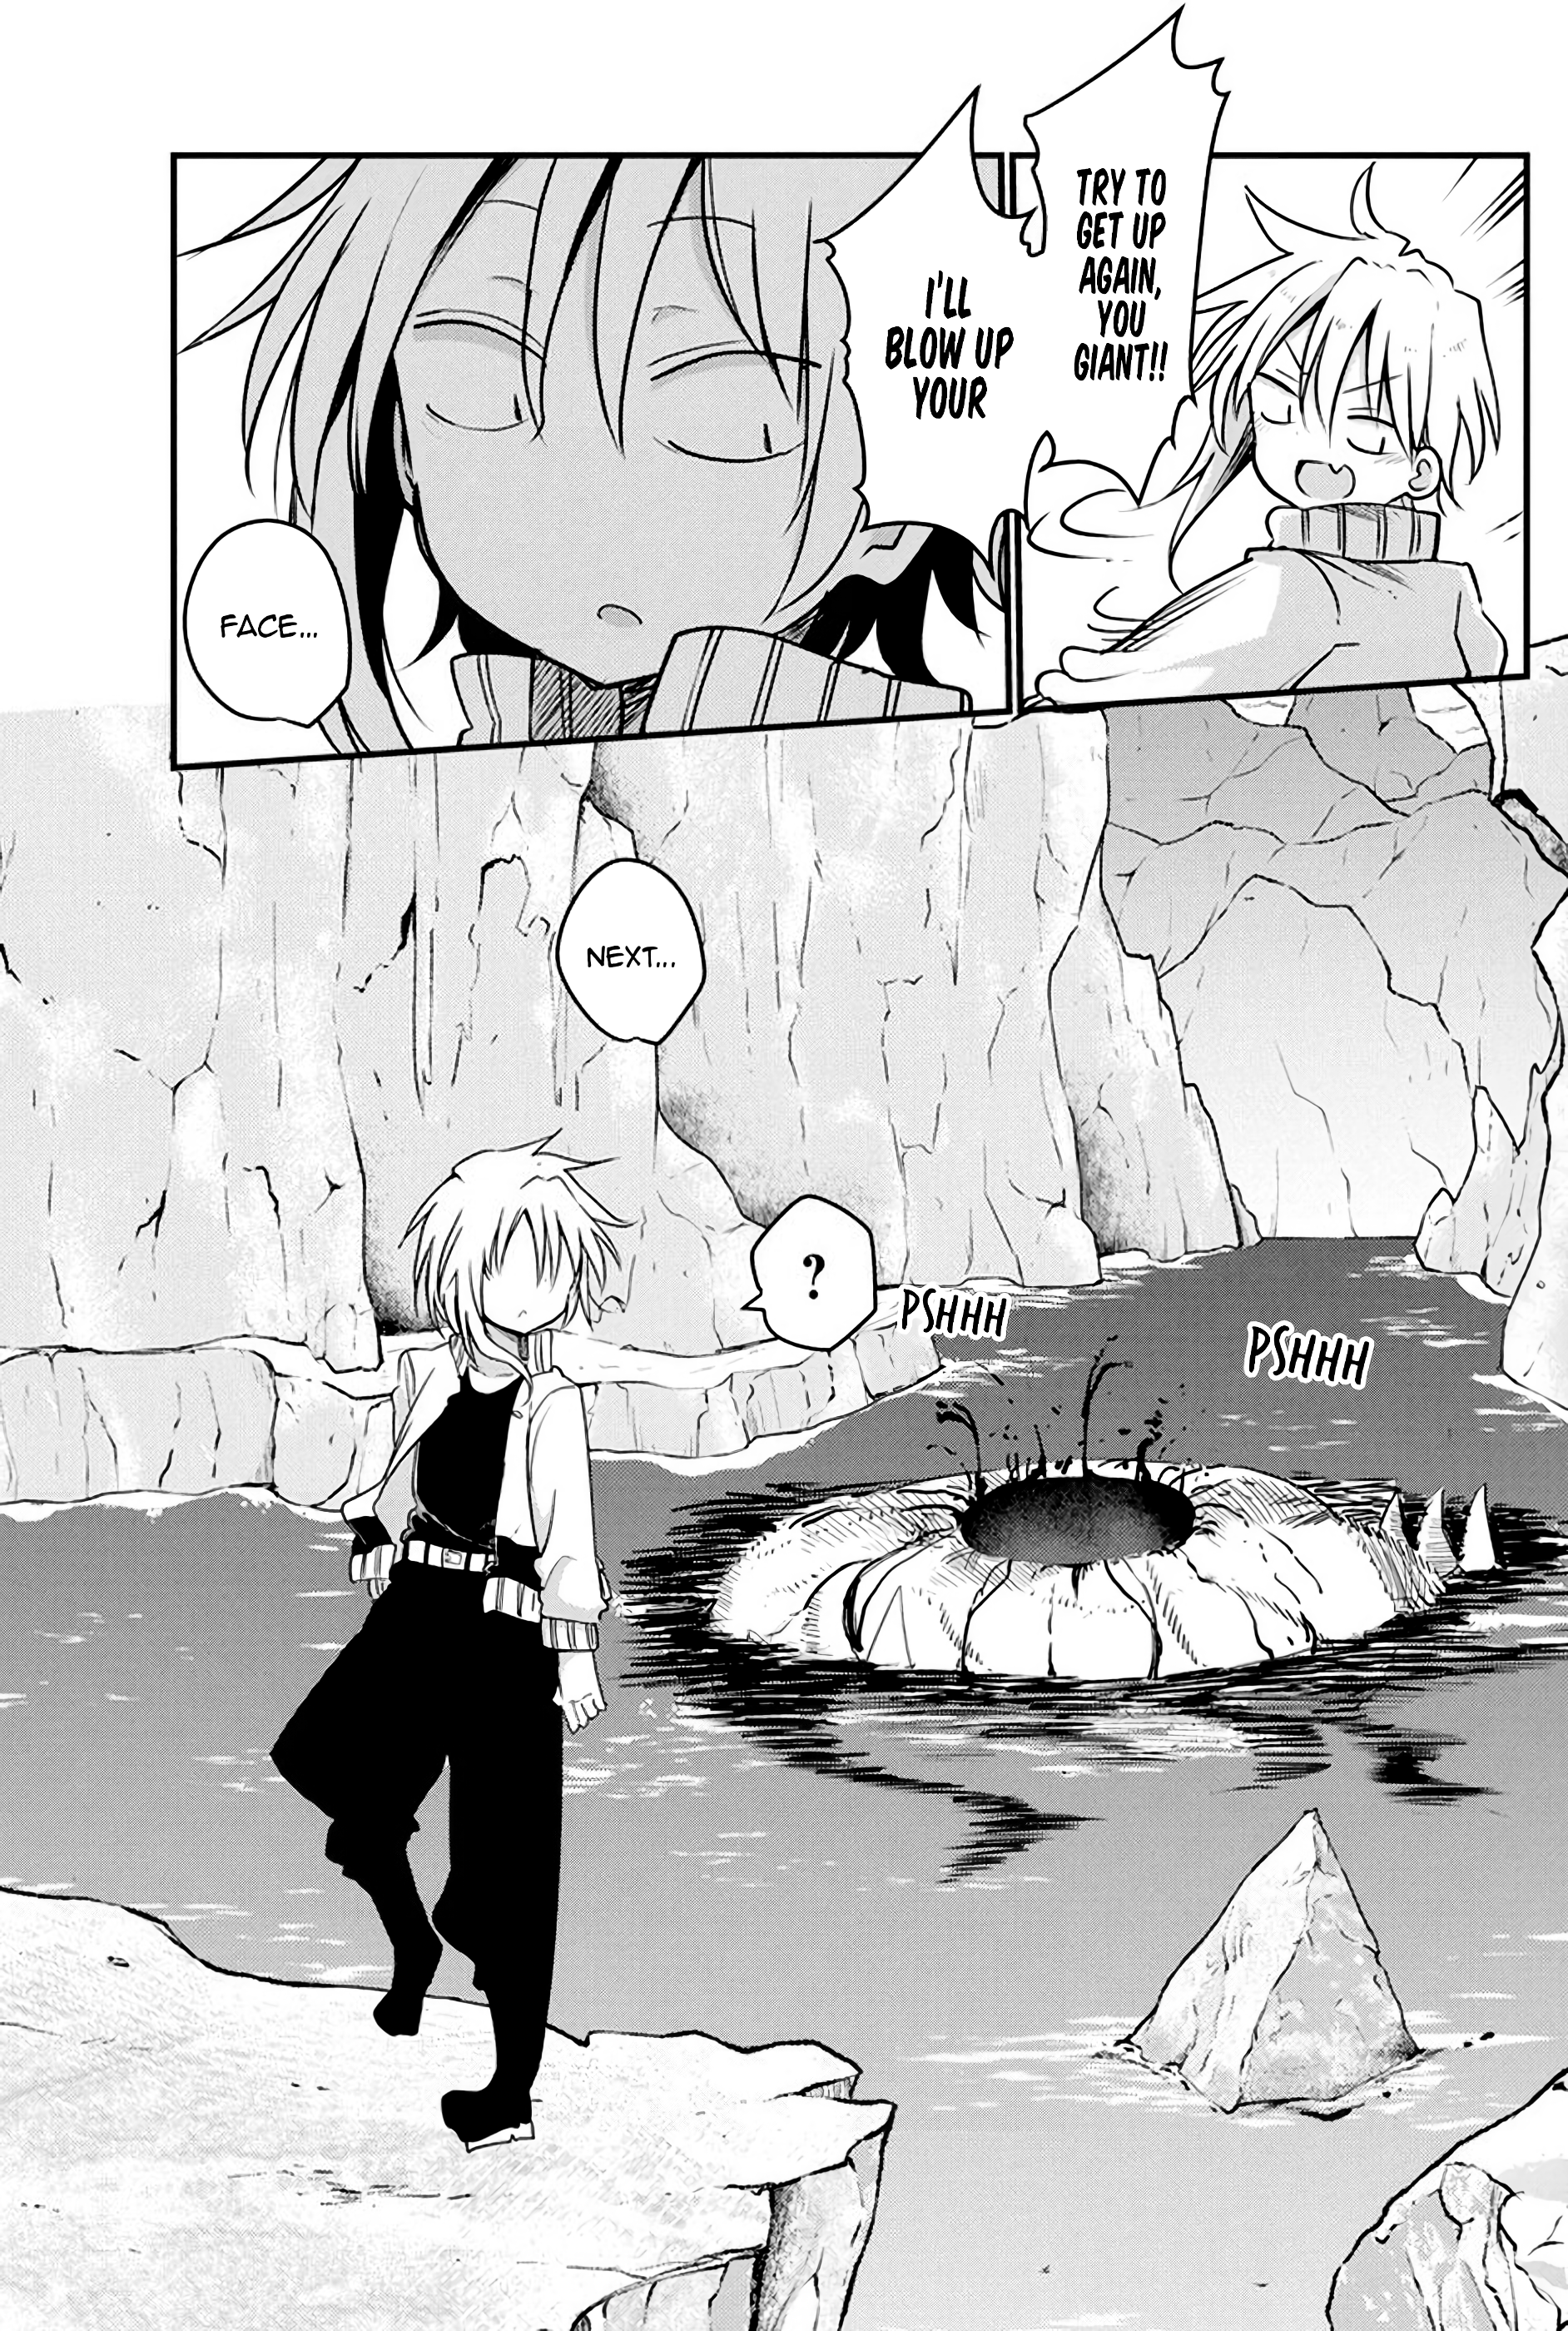 TRY TO
GET UP
AGAIN,
YOU
GIANT!!
I'LL
BLOW UP
YOUR
FACE...
NEXT...
?
PSHHH
PSHHH